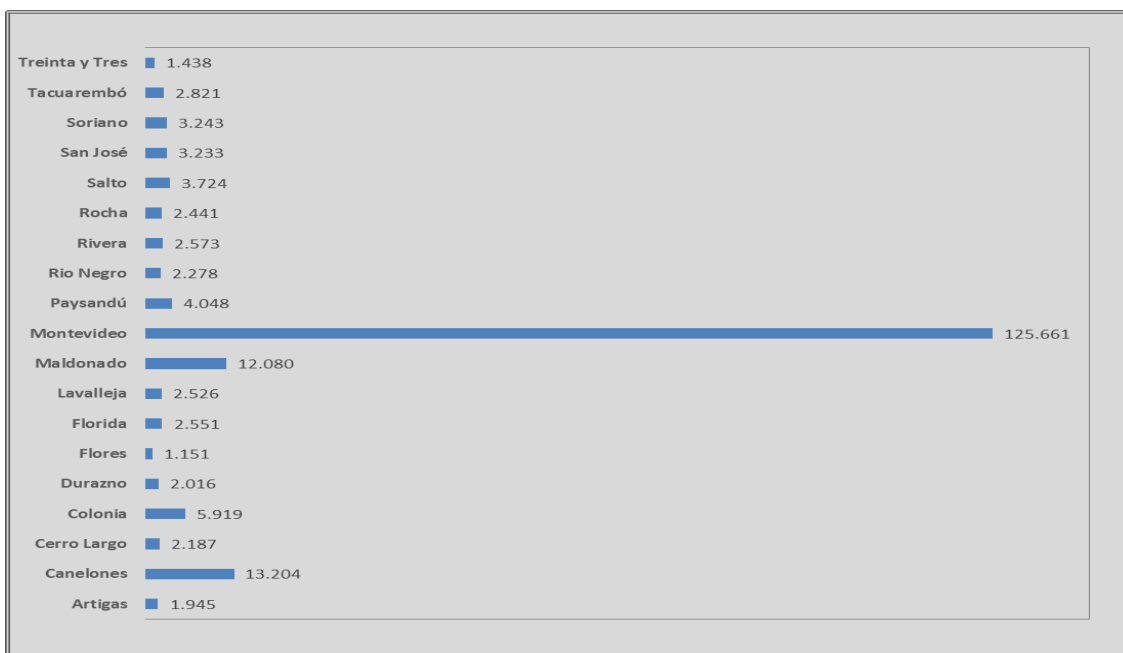 Treinta y Tres 1.438
Tacuarembó 2.821
Soriano 3.243
San José 3.233
Salto 3.724
Rocha 2.441
Rivera 2.573
Rio Negro 2.278
Paysandú 4.048
Montevideo 125.661
Maldonado 12.080
Lavalleja 2.526
Florida 2.551
Flores 1.151
Durazno 2.016
Colonia 5.919
Cerro Largo 2.187
Canelones 13.204
Artigas 1.945